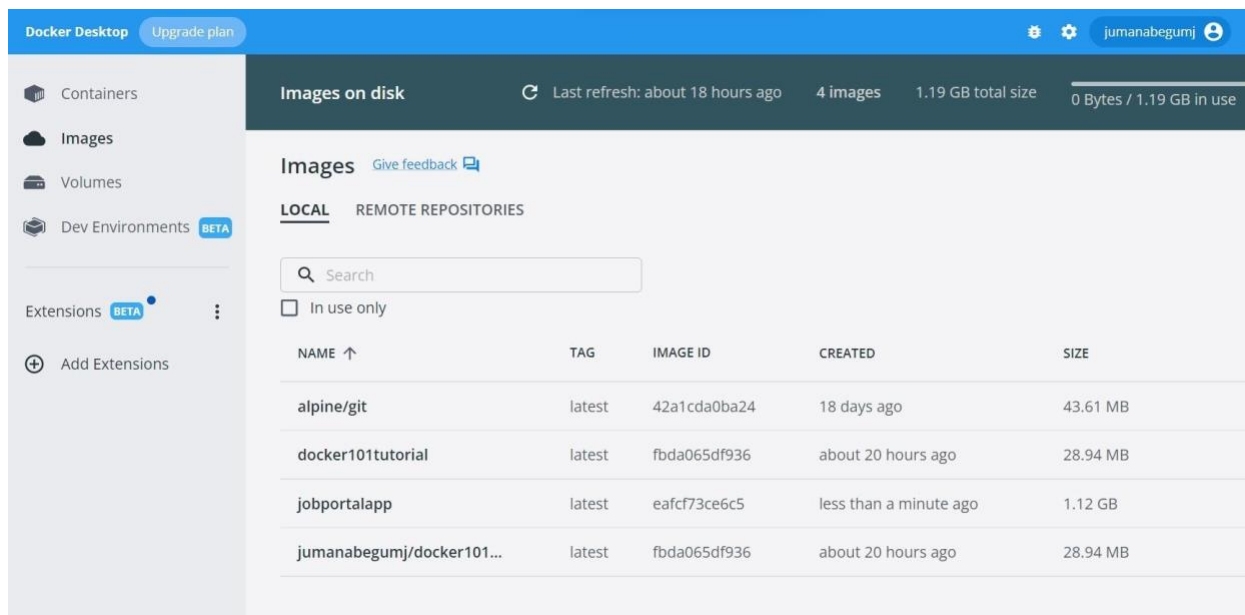 Docker Desktop Upgrade plan jumanabegumj
Containers
Images
Volumes
Dev Environments BETA
Extensions BETA
Add Extensions
Images on disk Last refresh: about 18 hours ago 4 images 1.19 GB total size 0 Bytes / 1.19 GB in use
Images Give feedback
LOCAL REMOTE REPOSITORIES
Search
In use only
NAME TAG IMAGE ID CREATED SIZE
alpine/git latest 42a1cda0ba24 18 days ago 43.61 MB
docker101tutorial latest fbda065df936 about 20 hours ago 28.94 MB
jobportalapp latest eafcf73ce6c5 less than a minute ago 1.12 GB
jumanabegumj/docker101... latest fbda065df936 about 20 hours ago 28.94 MB